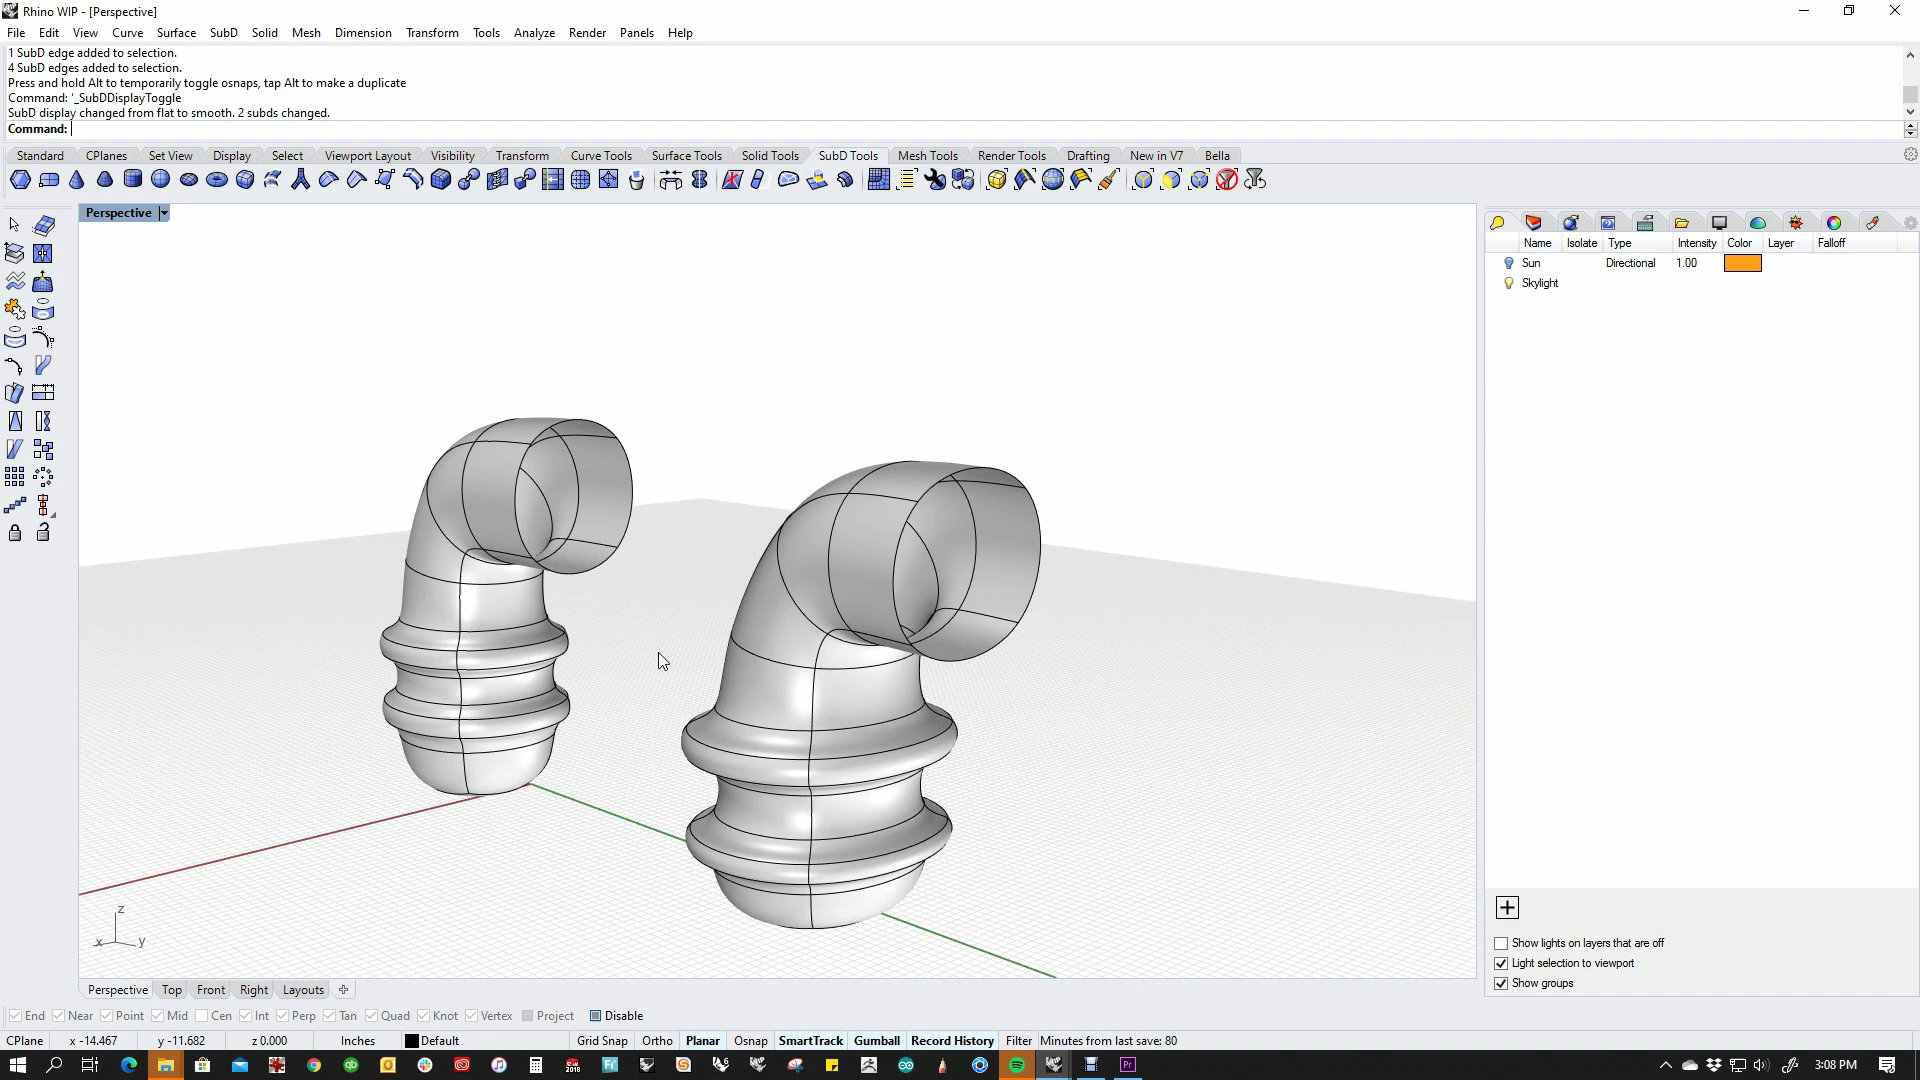 Rhino WIP - [Perspective]
File Edit View Curve Surface SubD Solid Mesh Dimension Transform Tools Analyze Render Panels Help
1 SubD edge added to selection.
4 SubD edges added to selection.
Press and hold Alt to temporarily toggle osnaps, tap Alt to make a duplicate
Command: '_SubDDisplayToggle
SubD display changed from flat to smooth. 2 subds changed.
Command:
Standard CPlanes Set View Display Select Viewport Layout Visibility Transform Curve Tools Surface Tools Solid Tools SubD Tools Mesh Tools Render Tools Drafting New in V7 Bella
Perspective
Name Isolate Type Intensity Color Layer Falloff
Sun Directional 1.00
Skylight
z
x y
Show lights on layers that are off
Light selection to viewport
Show groups
Perspective Top Front Right Layouts
End Near Point Mid Cen Int Perp Tan Quad Knot Vertex Project Disable
CPlane x -14.467 y -11.682 z 0.000 Inches Default Grid Snap Ortho Planar Osnap SmartTrack Gumball Record History Filter Minutes from last save: 80
3:08 PM